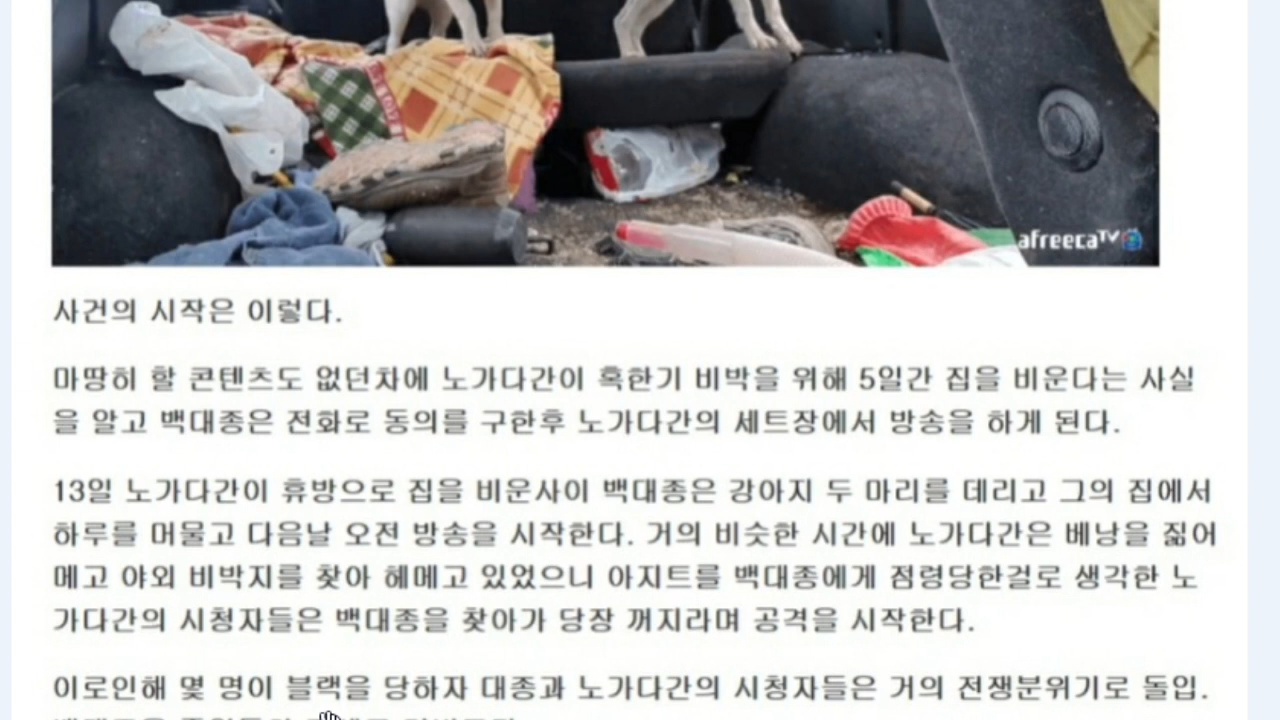 afreecaTV
사건의 시작은 이렇다.
마땅히 할 콘텐츠도 없던차에 노가다간이 혹한기 비박을 위해 5일간 집을 비운다는 사실
을 알고 백대종은 전화로 동의를 구한후 노가다간의 세트장에서 방송을 하게 된다.
13일 노가다간이 휴방으로 집을 비운사이 백대종은 강아지 두 마리를 데리고 그의 집에서
하루를 머물고 다음날 오전 방송을 시작한다. 거의 비슷한 시간에 노가다간은 베낭을 짊어
메고 야외 비박지를 찾아 헤메고 있었으니 아지트를 백대종에게 점령당한걸로 생각한 노
가다간의 시청자들은 백대종을 찾아가 당장 꺼지라며 공격을 시작한다.
이로인해 몇 명이 블랙을 당하자 대종과 노가다간의 시청자들은 거의 전쟁분위기로 돌입.